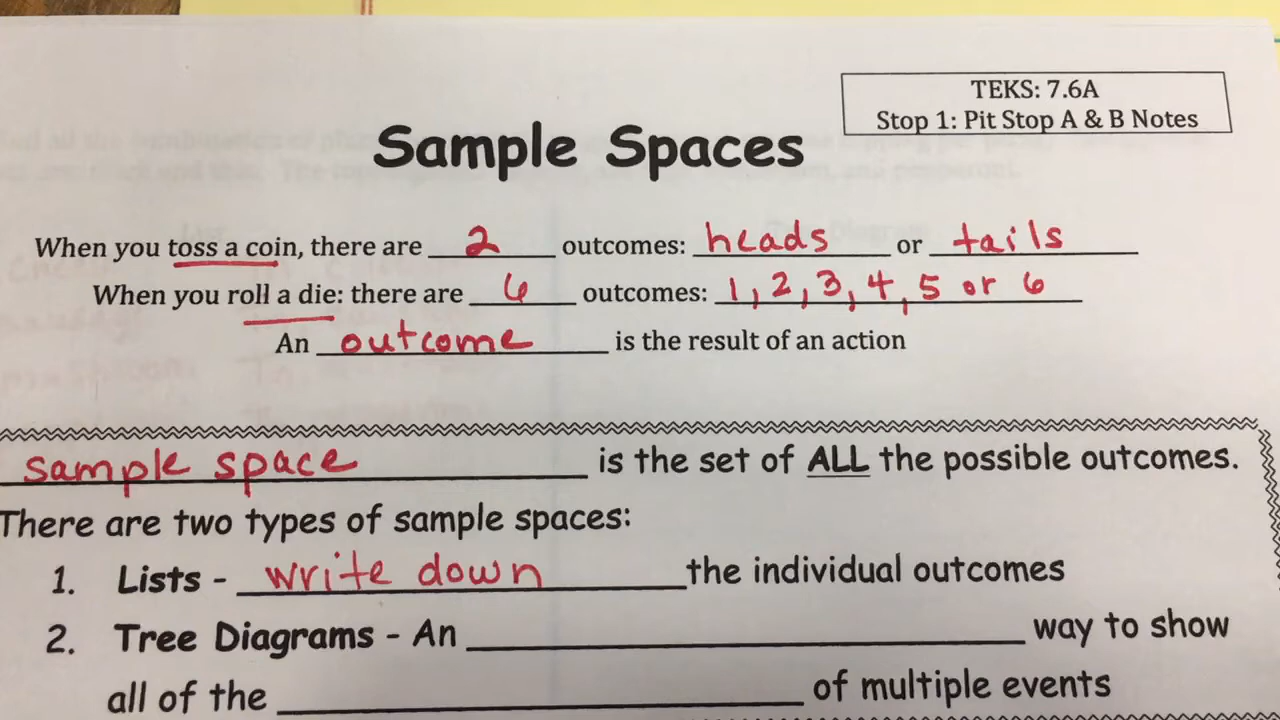 TEKS: 7.6A
Stop 1: Pit Stop A & B Notes
Sample Spaces
When you toss a coin, there are 2 outcomes: heads or tails
When you roll a die: there are 6 outcomes: 1, 2, 3, 4, 5 or 6
An outcome is the result of an action
sample space is the set of ALL the possible outcomes.
There are two types of sample spaces:
1. Lists - write down the individual outcomes
2. Tree Diagrams - An ____ way to show
all of the ____ of multiple events